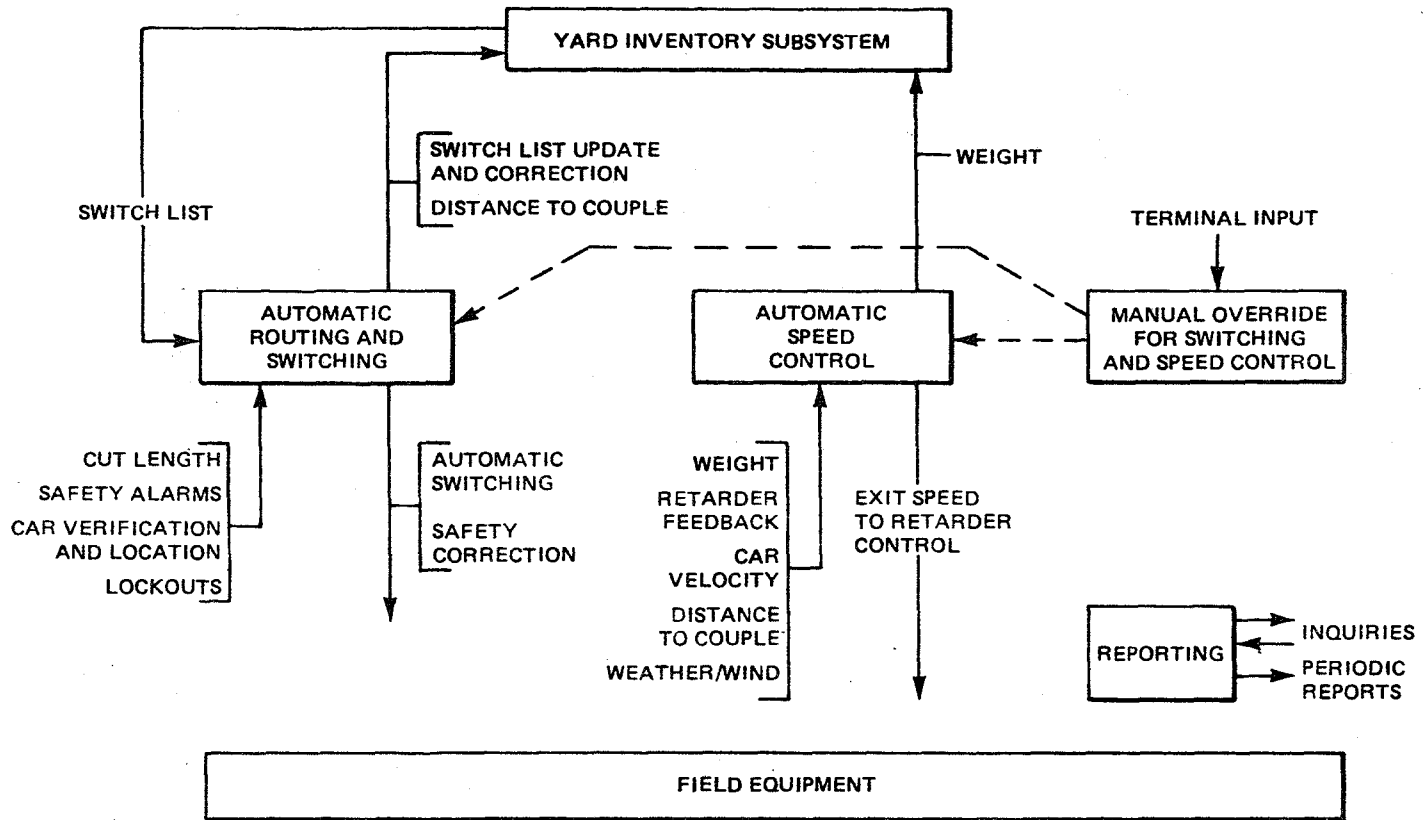 YARD INVENTORY SUBSYSTEM
SWITCH LIST UPDATE
AND CORRECTION
DISTANCE TO COUPLE
WEIGHT
SWITCH LIST
TERMINAL INPUT
AUTOMATIC
ROUTING AND
SWITCHING
AUTOMATIC
SPEED
CONTROL
MANUAL OVERRIDE
FOR SWITCHING
AND SPEED CONTROL
CUT LENGTH
SAFETY ALARMS
CAR VERIFICATION
AND LOCATION
LOCKOUTS
AUTOMATIC
SWITCHING
SAFETY
CORRECTION
WEIGHT
RETARDER
FEEDBACK
CAR
VELOCITY
DISTANCE
TO COUPLE
WEATHER/WIND
EXIT SPEED
TO RETARDER
CONTROL
REPORTING
INQUIRIES
PERIODIC
REPORTS
FIELD EQUIPMENT